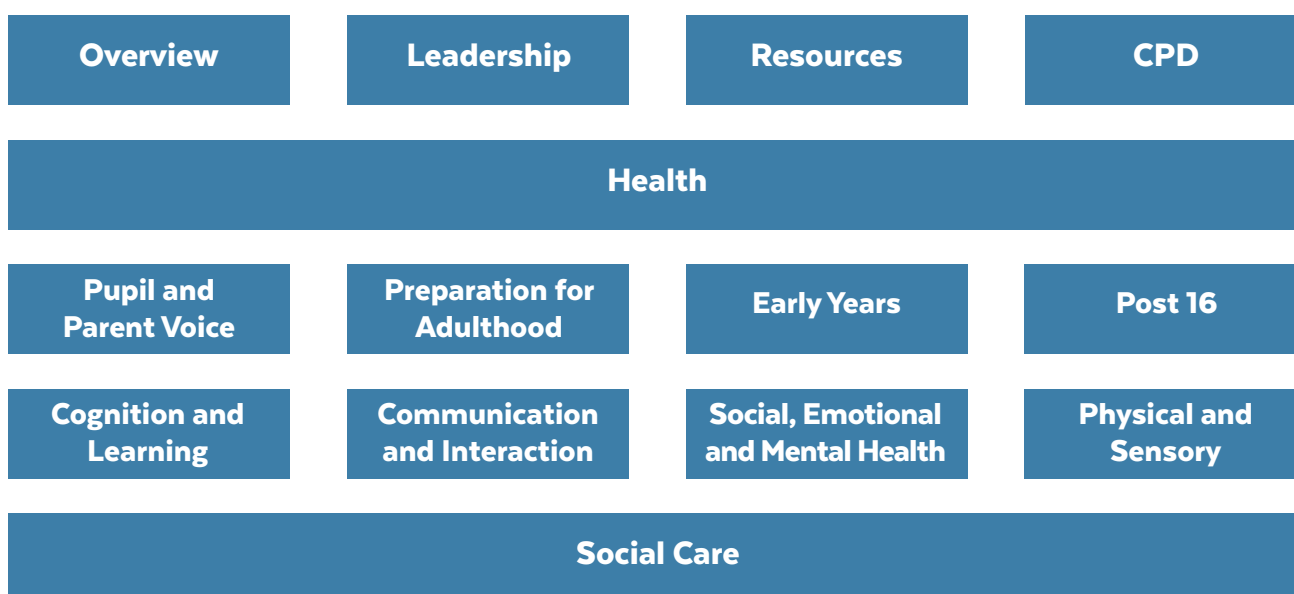 Overview
Leadership
Resources
CPD
Health
Pupil and
Parent Voice
Preparation for
Adulthood
Early Years
Post 16
Cognition and
Learning
Communication
and Interaction
Social, Emotional
and Mental Health
Physical and
Sensory
Social Care